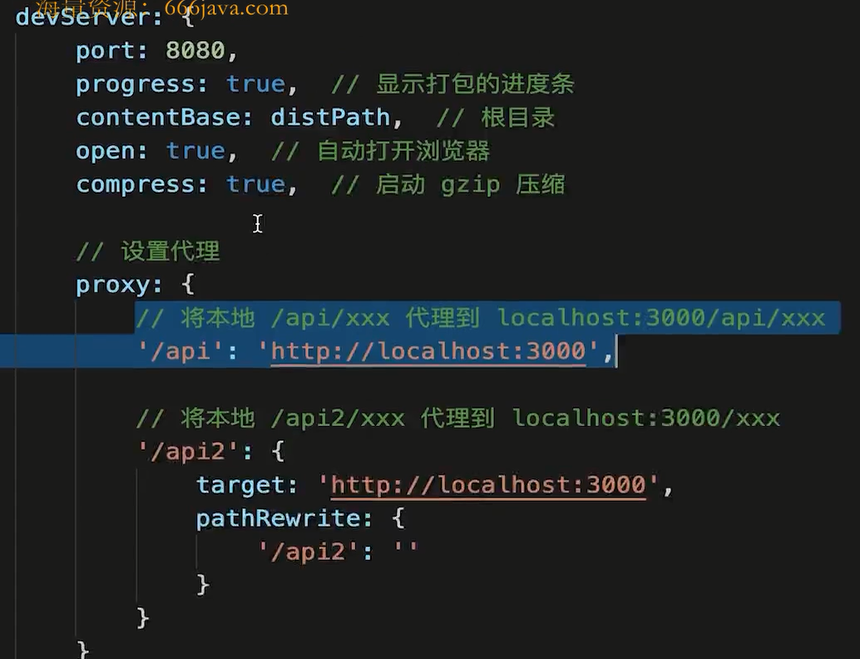 海量资源：666java.com
devServer: {
port: 8080,
progress: true,  // 显示打包的进度条
contentBase: distPath,  // 根目录
open: true,  // 自动打开浏览器
compress: true,  // 启动 gzip 压缩
// 设置代理
proxy: {
// 将本地 /api/xxx 代理到 localhost:3000/api/xxx
'/api': 'http://localhost:3000',
// 将本地 /api2/xxx 代理到 localhost:3000/xxx
'/api2': {
target: 'http://localhost:3000',
pathRewrite: {
'/api2': ''
}
}
}